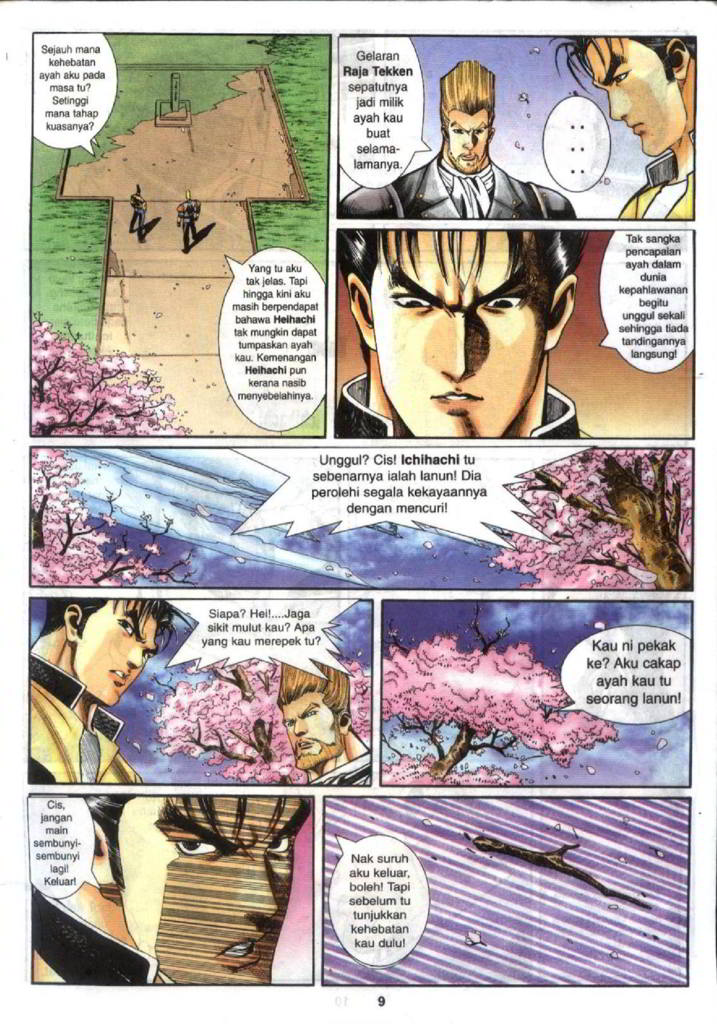 Sejauh mana
kehebatan
ayah aku pada
masa tu?
Setinggi
mana tahap
kuasanya?
Yang tu aku
tak jelas. Tapi
hingga kini aku
masih berpendapat
bahawa Heihachi
tak mungkin dapat
tumpaskan ayah
kau. Kemenangan
Heihachi pun
kerana nasib
menyebelahinya.
Gelaran
Raja Tekken
sepatutnya
jadi milik
ayah kau
buat
selama-
lamanya.
. .
. .
. .
Tak sangka
pencapaian
ayah dalam
dunia
kepahlawanan
begitu
unggul sekali
sehingga tiada
tandingannya
langsung!
Unggul? Cis! Ichihachi tu
sebenarnya ialah lanun! Dia
perolehi segala kekayaannya
dengan mencuri!
Siapa? Hei!....Jaga
sikit mulut kau? Apa
yang kau merepek tu?
Kau ni pekak
ke? Aku cakap
ayah kau tu
seorang lanun!
Cis,
jangan
main
sembunyi-
sembunyi
lagi!
Keluar!
Nak suruh
aku keluar,
boleh! Tapi
sebelum tu
tunjukkan
kehebatan
kau dulu!
9